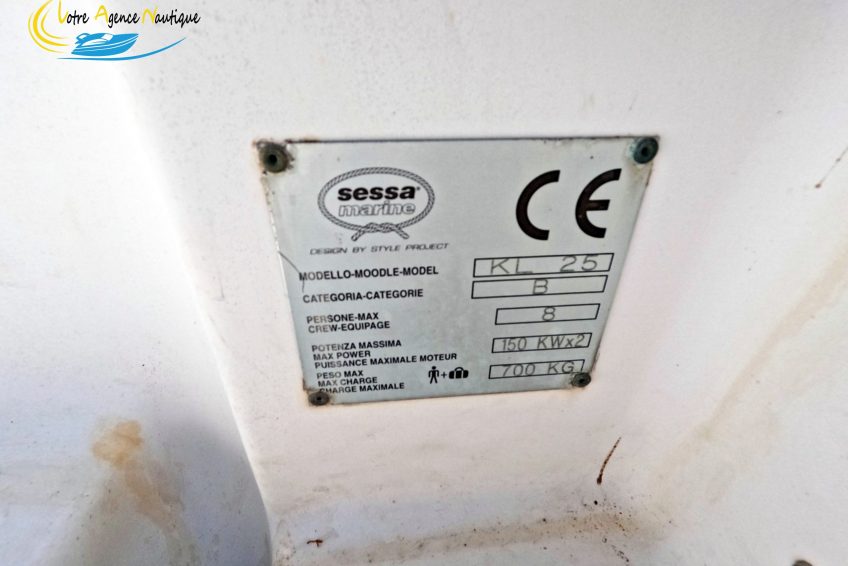 Votre Agence Nautique
sessa
marine
DESIGN BY STYLE PROJECT
CE
MODELLO-MOODLE-MODEL KL 25
CATEGORIA-CATEGORIE B
PERSONE-MAX
CREW-EQUIPAGE 8
POTENZA MASSIMA
MAX POWER 150 KWx2
PUISSANCE MAXIMALE MOTEUR
PESO MAX
MAX CHARGE + 700 KG
CHARGE MAXIMALE